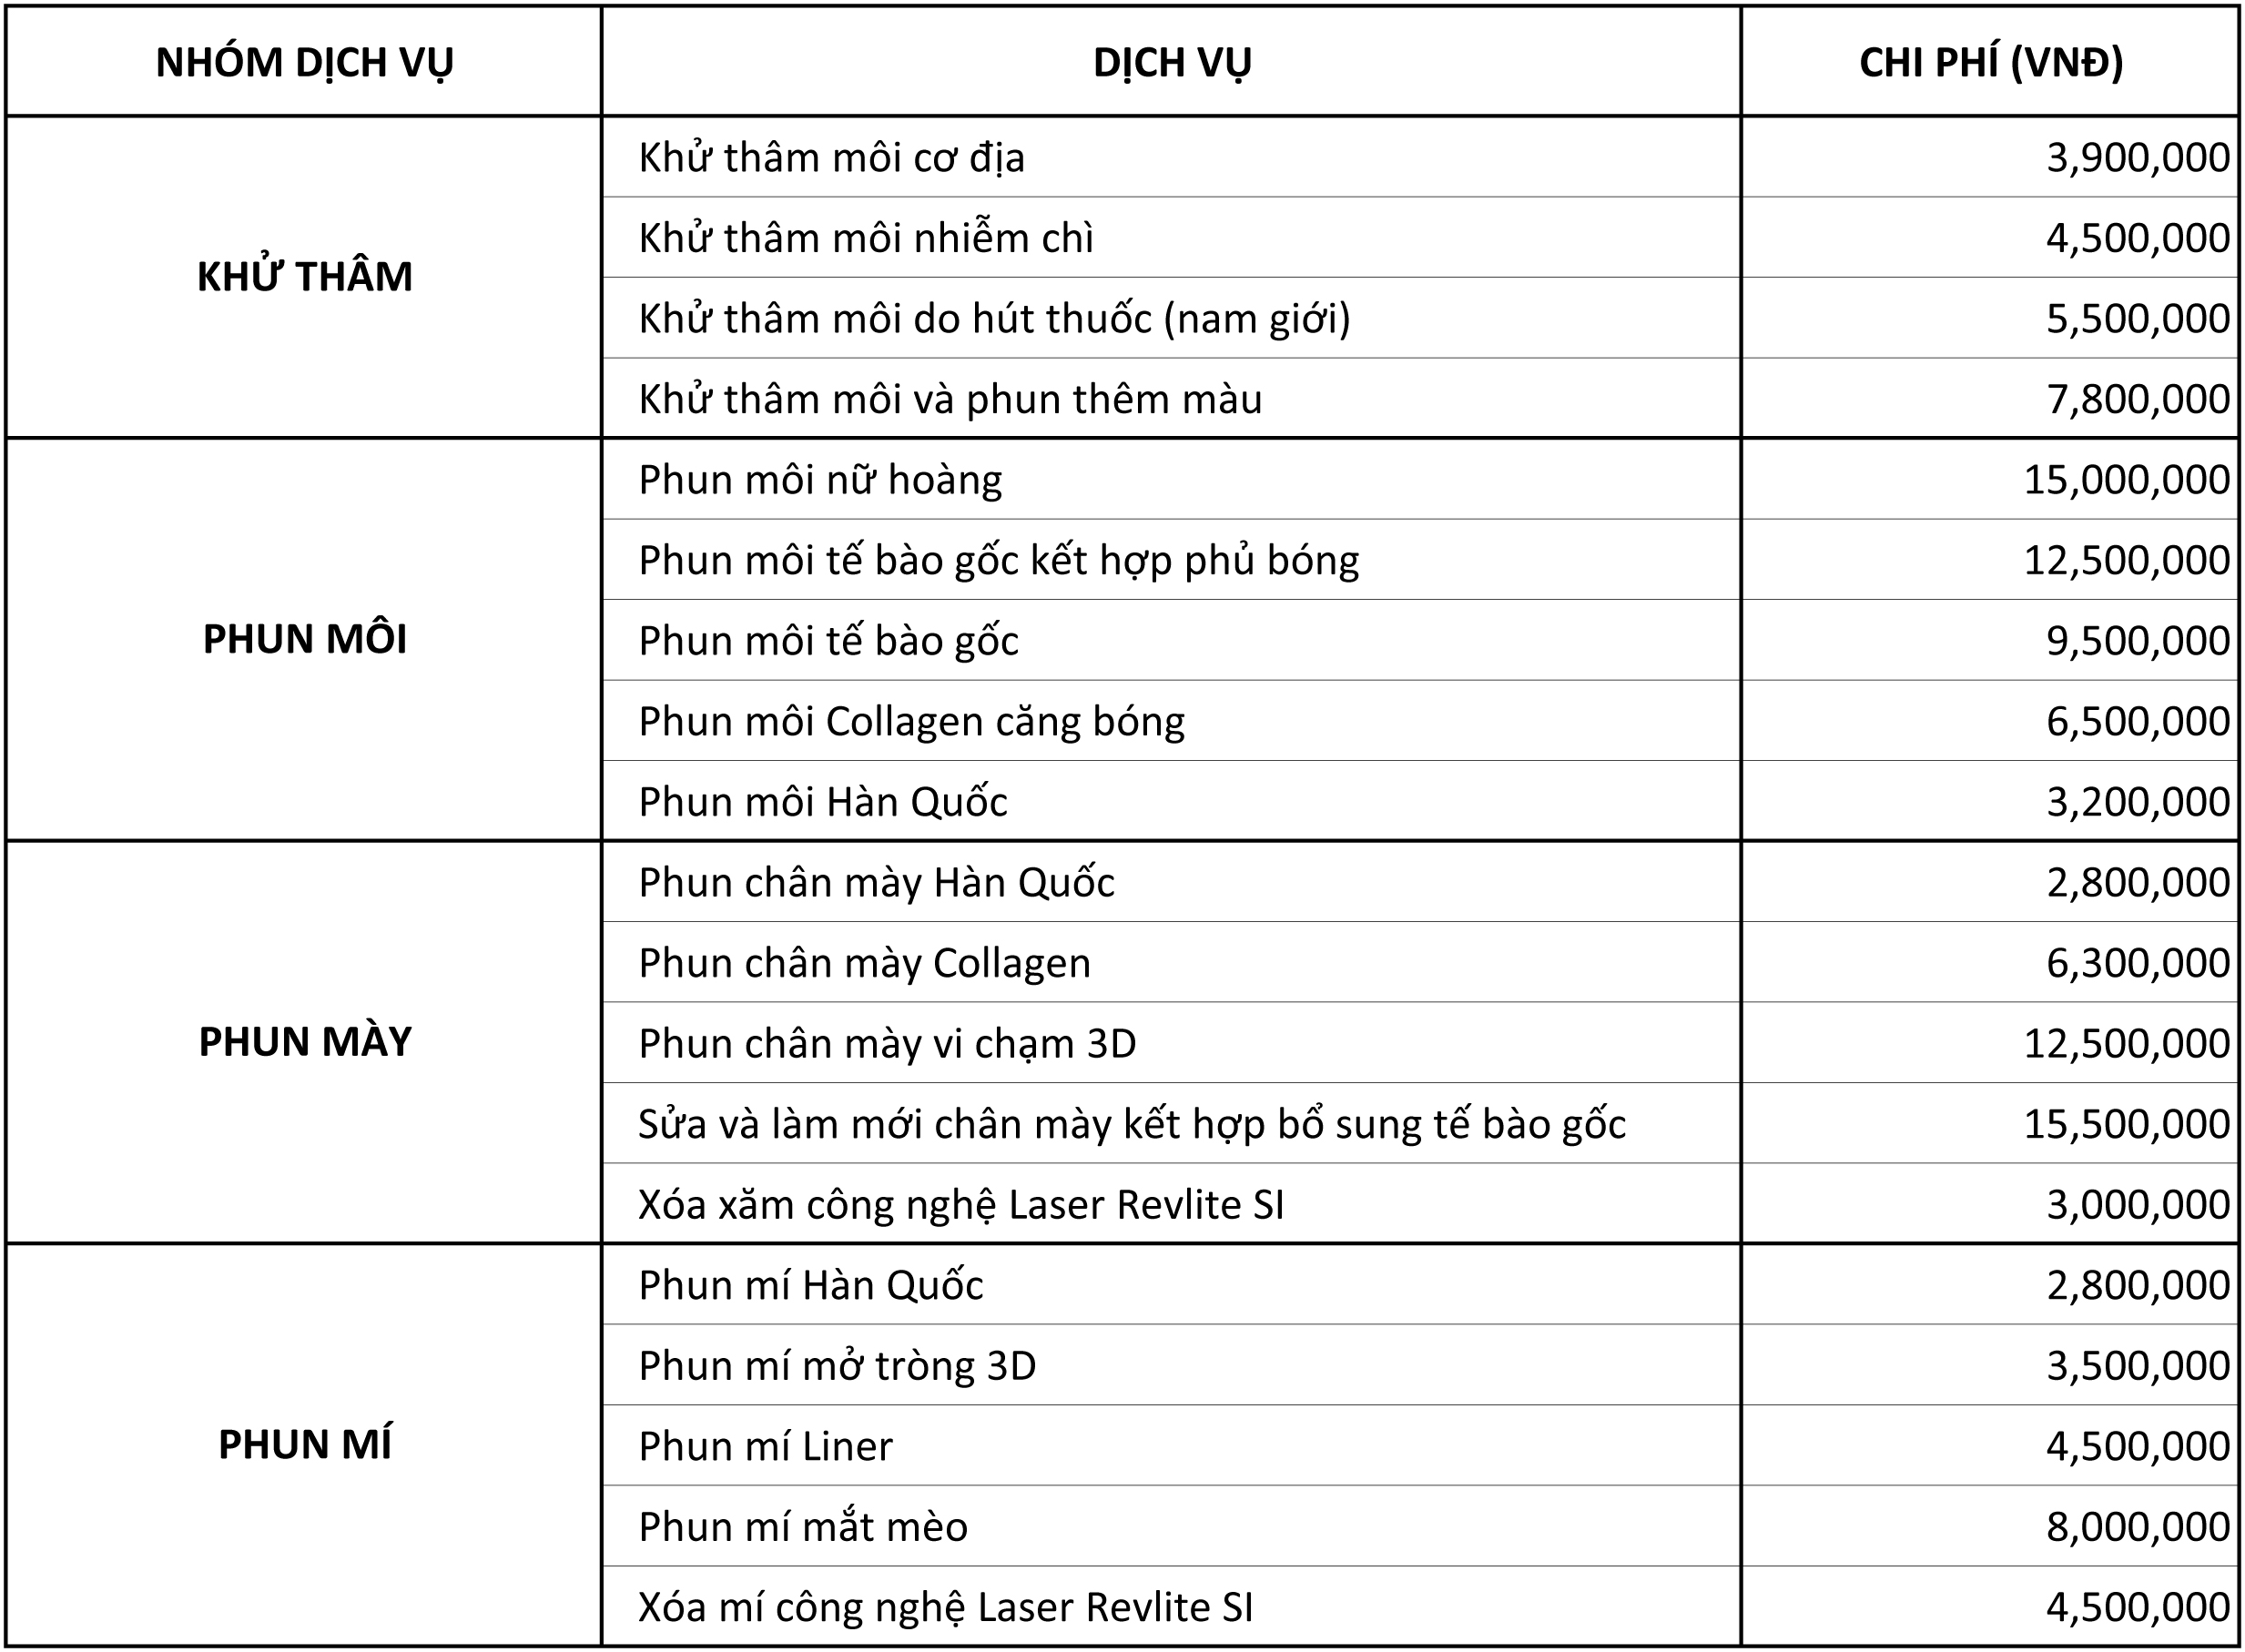 NHÓM DỊCH VỤ DỊCH VỤ CHI PHÍ (VNĐ)
KHỬ THÂM
Khử thâm môi cơ địa 3,900,000
Khử thâm môi nhiễm chì 4,500,000
Khử thâm môi do hút thuốc (nam giới) 5,500,000
Khử thâm môi và phun thêm màu 7,800,000
PHUN MÔI
Phun môi nữ hoàng 15,000,000
Phun môi tế bào gốc kết hợp phủ bóng 12,500,000
Phun môi tế bào gốc 9,500,000
Phun môi Collagen căng bóng 6,500,000
Phun môi Hàn Quốc 3,200,000
PHUN MÀY
Phun chân mày Hàn Quốc 2,800,000
Phun chân mày Collagen 6,300,000
Phun chân mày vi chạm 3D 12,500,000
Sửa và làm mới chân mày kết hợp bổ sung tế bào gốc 15,500,000
Xóa xăm công nghệ Laser Revlite SI 3,000,000
PHUN MÍ
Phun mí Hàn Quốc 2,800,000
Phun mí mở tròng 3D 3,500,000
Phun mí Liner 4,500,000
Phun mí mắt mèo 8,000,000
Xóa mí công nghệ Laser Revlite SI 4,500,000